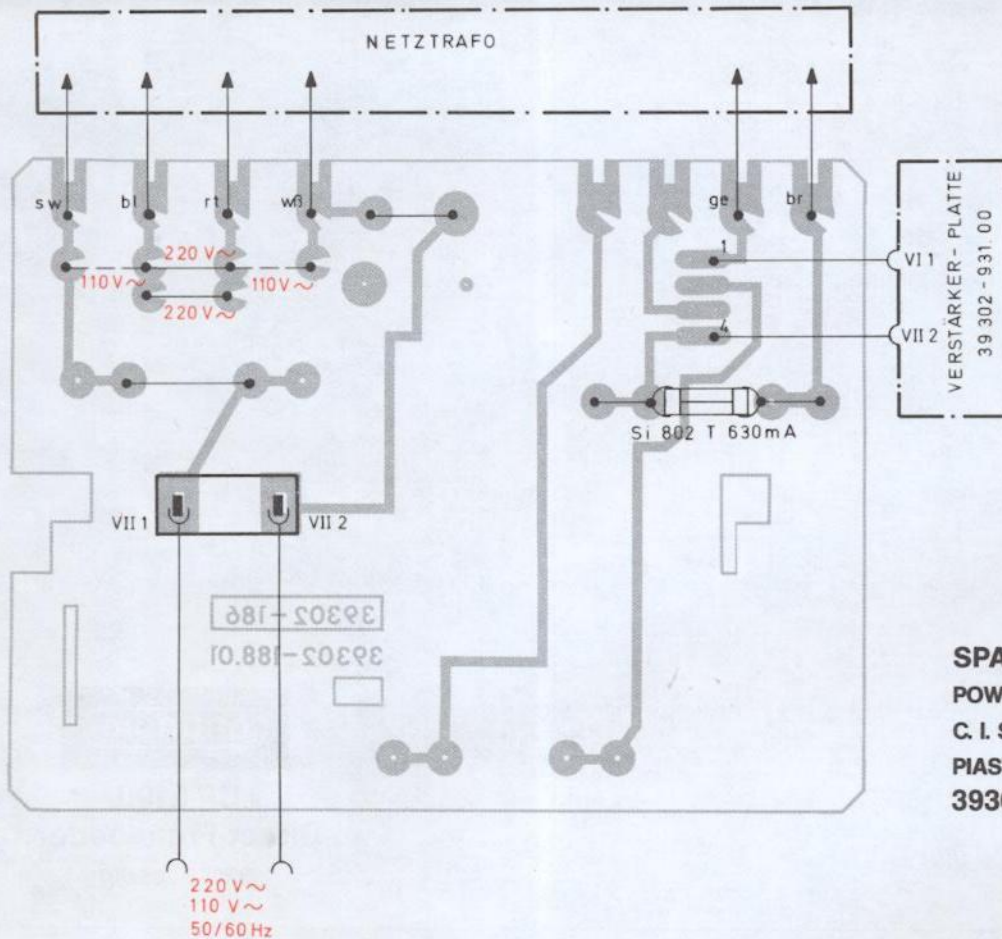 NETZTRAFO
sw bl rt wß ge br
220 V~
110 V~ 110 V~
220 V~
1
4
VI 1
VII 2
VERSTÄRKER-PLATTE
39 302 - 931. 00
Si 802 T 630 mA
VII 1 VII 2
39302-186
39302-188.01
SPA
POW
C. I. S
PIAS
3930
220 V~
110 V~
50/60 Hz